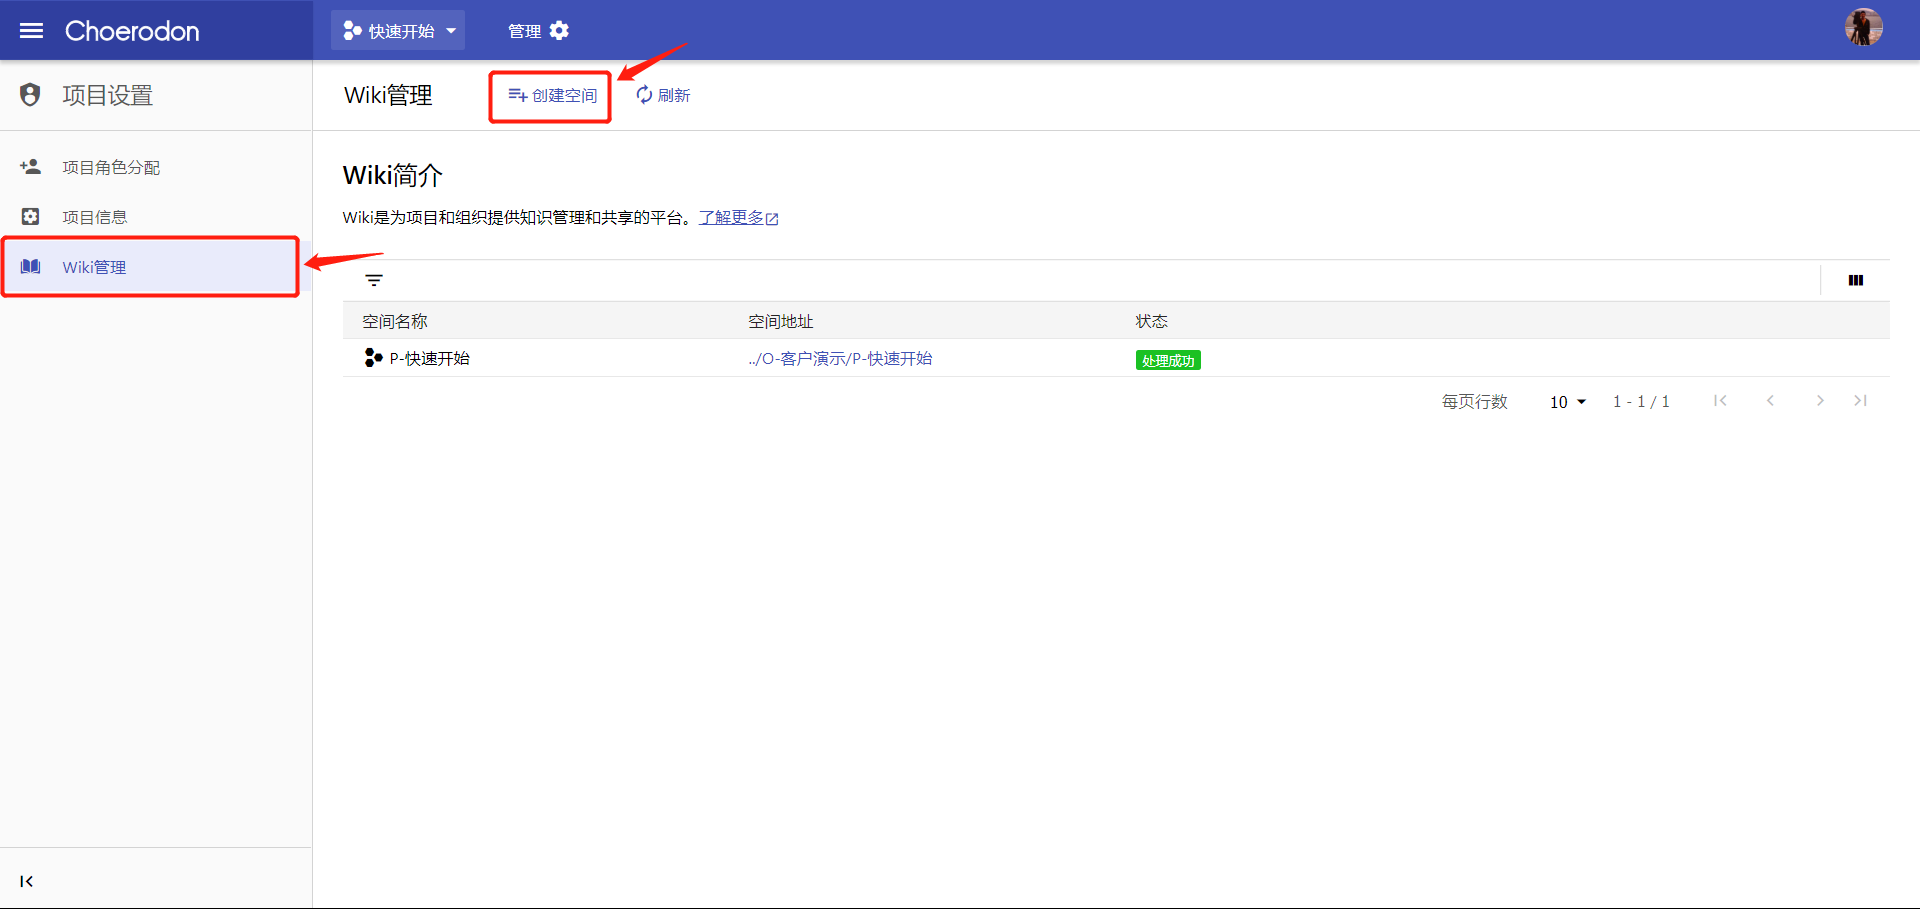 Choerodon
快速开始
管理
项目设置
项目角色分配
项目信息
Wiki管理
Wiki管理
创建空间
刷新
Wiki简介
Wiki是为项目和组织提供知识管理和共享的平台。了解更多
空间名称 空间地址 状态
P-快速开始 ../O-客户演示/P-快速开始 处理成功
每页行数 10 1 - 1 / 1